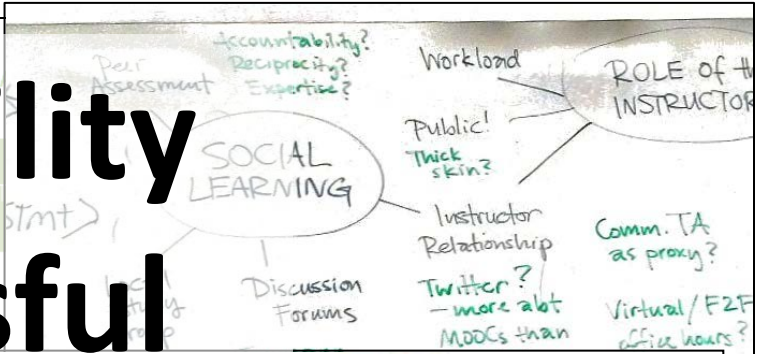 Accountability?
Reciprocity?
Expertise?
Peer
Assessment
lity
SOCIAL
LEARNING
sful
Discussion
Forums
Workload
Public!
Thick
skin?
Instructor
Relationship
Twitter?
- more abt
MOOCs than
ROLE of th
INSTRUCTOR
Comm. TA
as proxy?
Virtual/F2F
office hours?